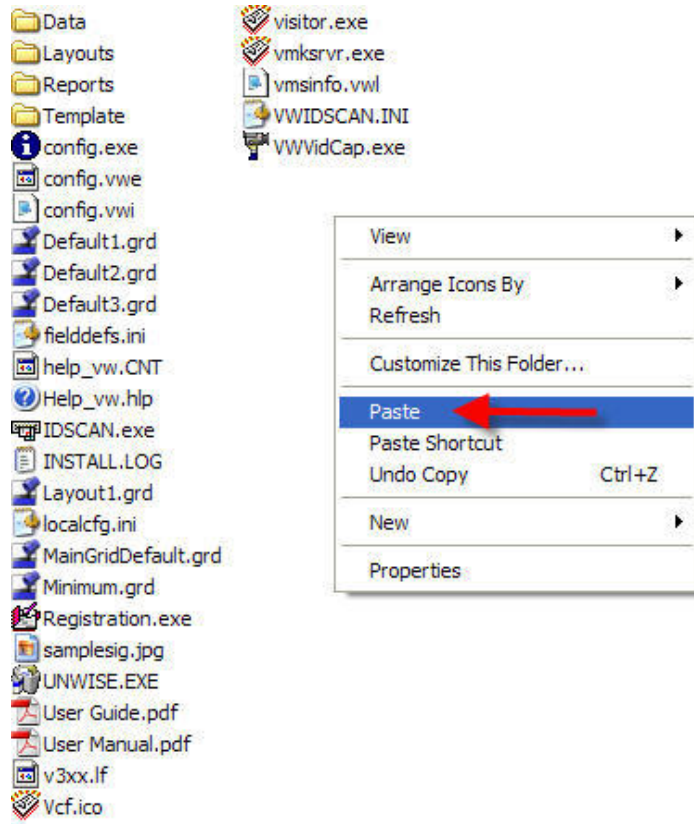 Data
Layouts
Reports
Template
config.exe
config.vwe
config.vwi
Default1.grd
Default2.grd
Default3.grd
fielddefs.ini
help_vw.CNT
Help_vw.hlp
IDSCAN.exe
INSTALL.LOG
Layout1.grd
localcfg.ini
MainGridDefault.grd
Minimum.grd
Registration.exe
samplesig.jpg
UNWISE.EXE
User Guide.pdf
User Manual.pdf
v3xx.lf
Vcf.ico
visitor.exe
vmksrvr.exe
vmsinfo.vwl
VWIDSCAN.INI
VWVidCap.exe
View
Arrange Icons By
Refresh
Customize This Folder...
Paste
Paste Shortcut
Undo Copy Ctrl+Z
New
Properties